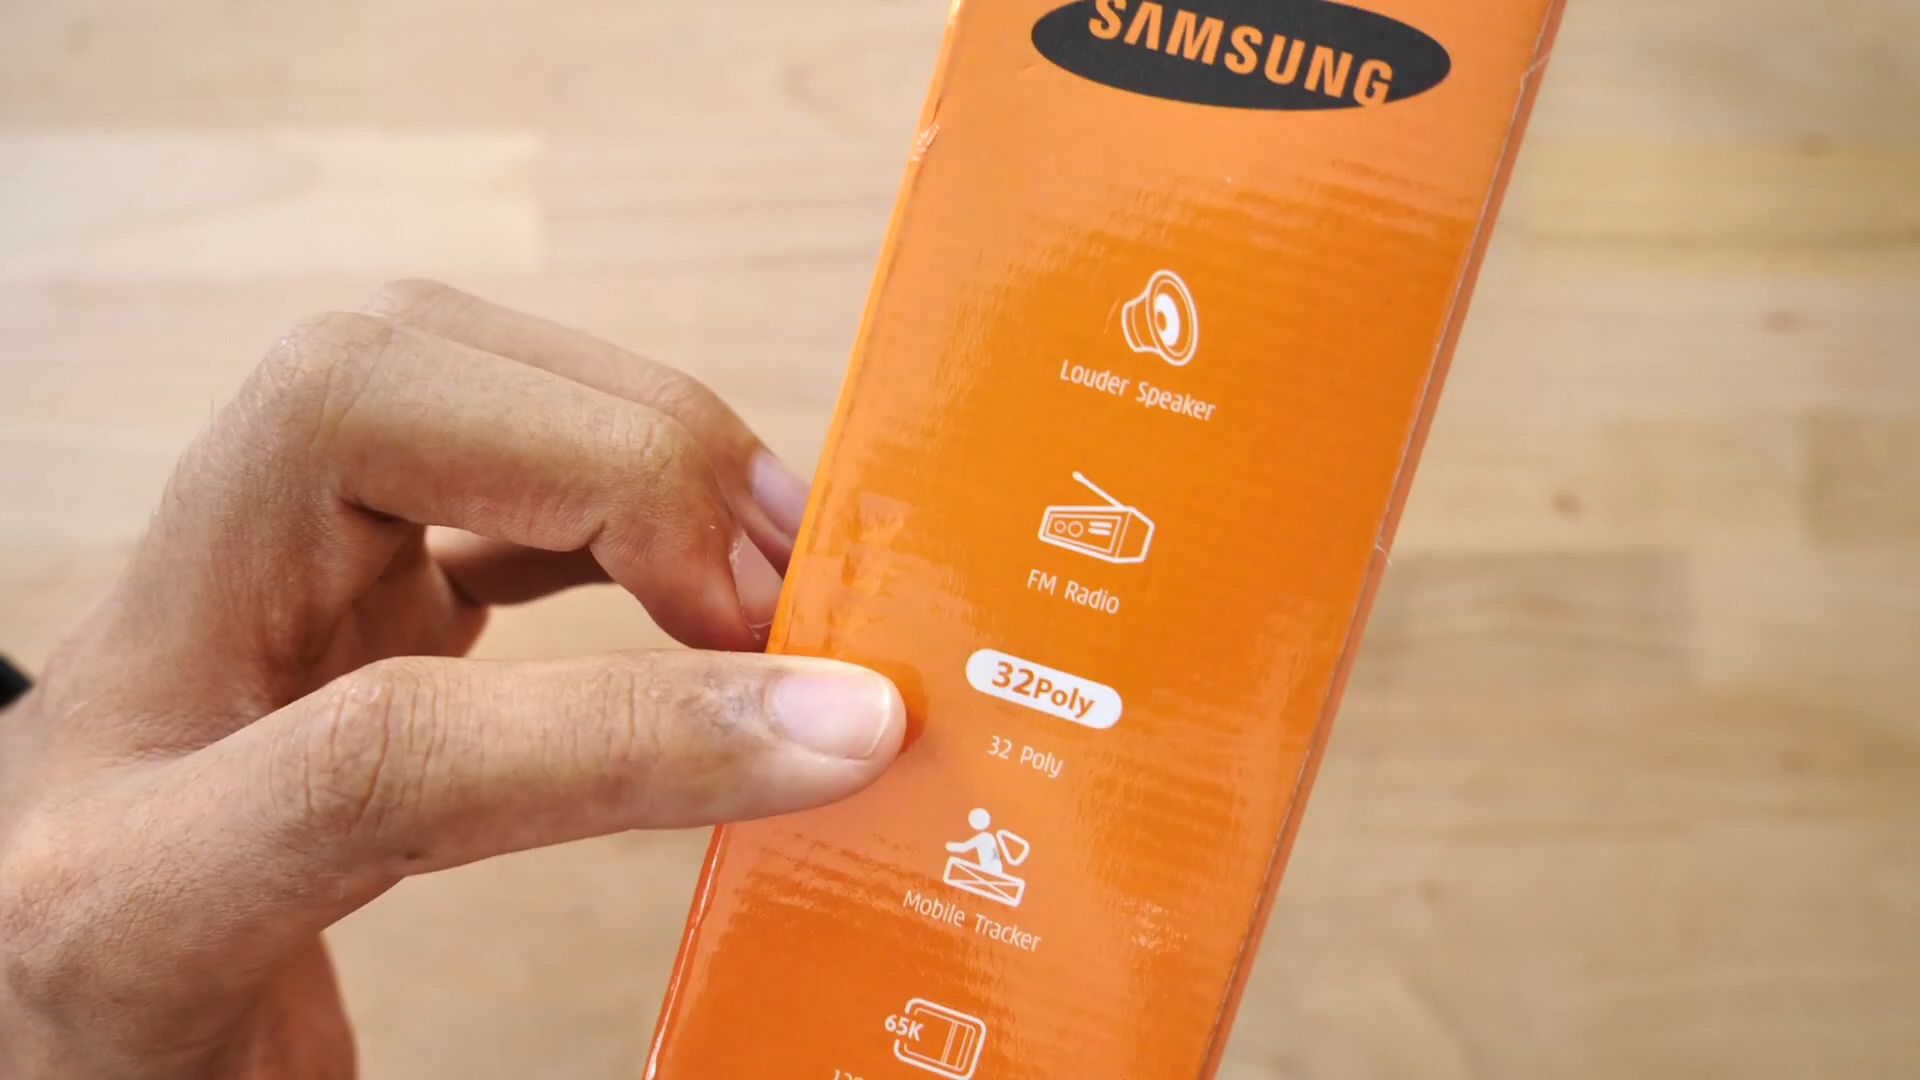 SAMSUNG
Louder Speaker
FM Radio
32Poly
32 Poly
Mobile Tracker
65K